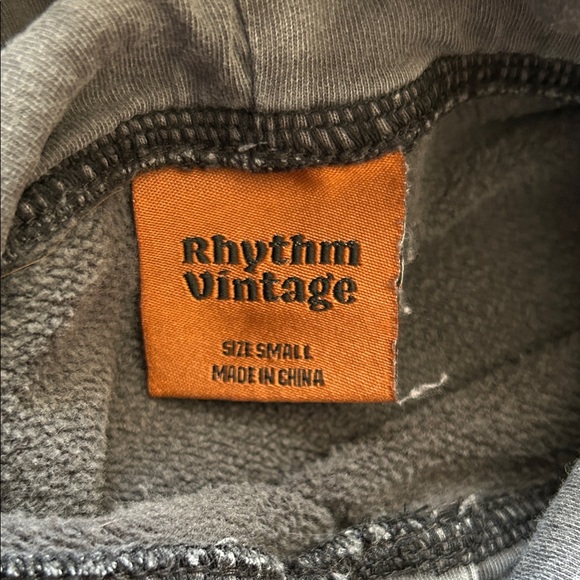 Rhythm
Vintage
SIZE SMALL
MADE IN CHINA